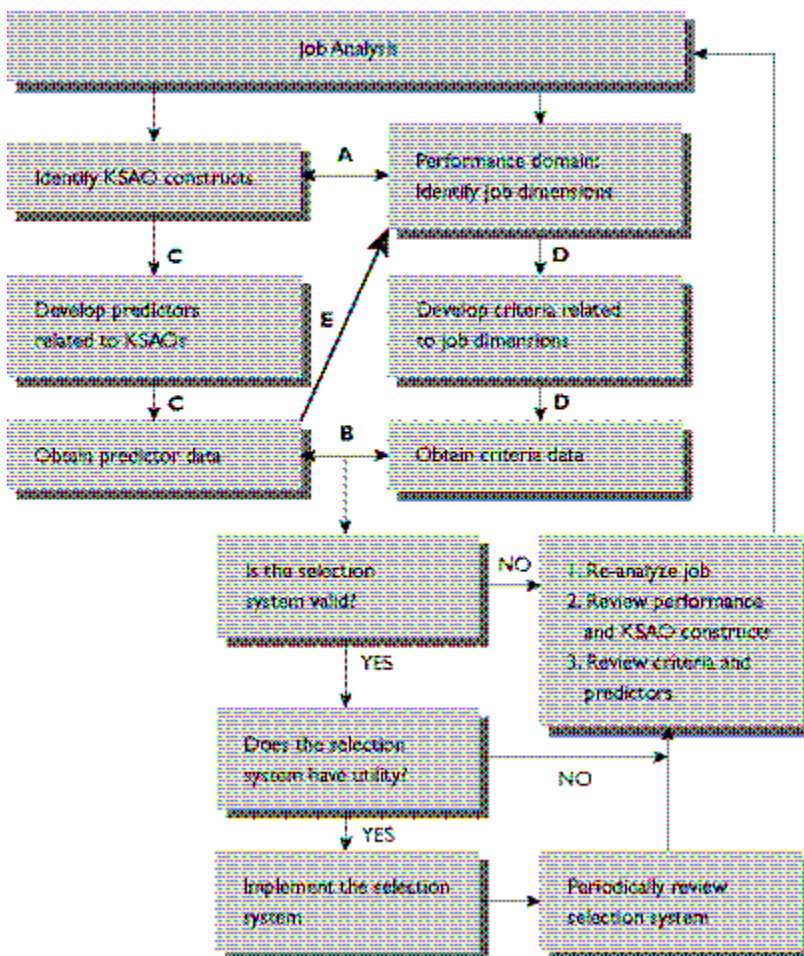 Job Analysis
Identify KSAO constructs
A
Performance domain:
Identify job dimensions
C
D
Develop predictors
related to KSAOs
E
Develop criteria related
to job dimensions
C
D
Obtain predictor data
B
Obtain criteria data
Is the selection
system valid?
NO
1. Re-analyze job
2. Review performance
and KSAO constructs
3. Review criteria and
predictors
YES
Does the selection
system have utility?
NO
YES
Implement the selection
system
Periodically review
selection system